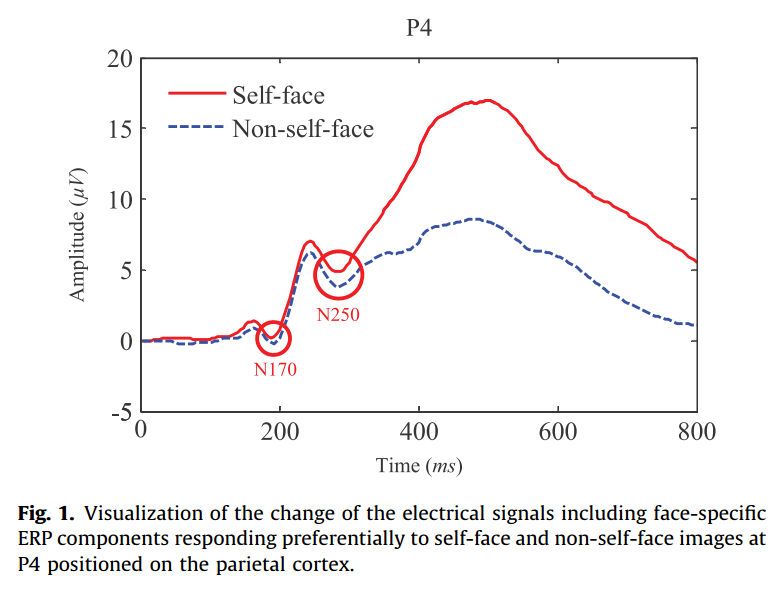 P4
20
15
10
5
0
-5
Amplitude (μV)
Self-face
Non-self-face
N250
N170
0 200 400 600 800
Time (ms)
Fig. 1. Visualization of the change of the electrical signals including face-specific
ERP components responding preferentially to self-face and non-self-face images at
P4 positioned on the parietal cortex.